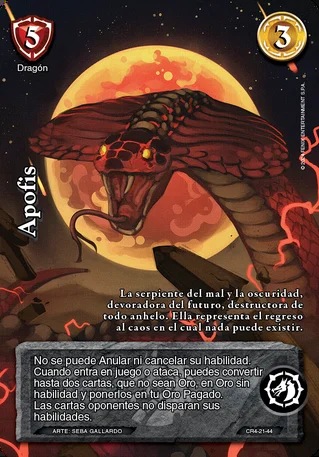 5
3
Dragón
Apofis
La serpiente del mal y la oscuridad,
devoradora del futuro, destructora de
todo anhelo. Ella representa el regreso
al caos en el cual nada puede existir.
No se puede Anular ni cancelar su habilidad.
Cuando entra en juego o ataca, puedes convertir
hasta dos cartas, que no sean Oro, en Oro sin
habilidad y ponerlos en tu Oro Pagado.
Las cartas oponentes no disparan sus
habilidades.
ARTE: SEBA GALLARDO
CR4-21-44
ENTERTAINMENT S.P.A.